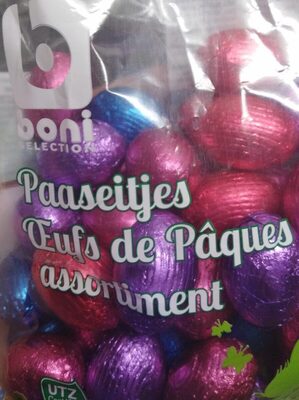 boni
SELECTION
Paaseitjes
Œufs de Pâques
assortiment
UTZ